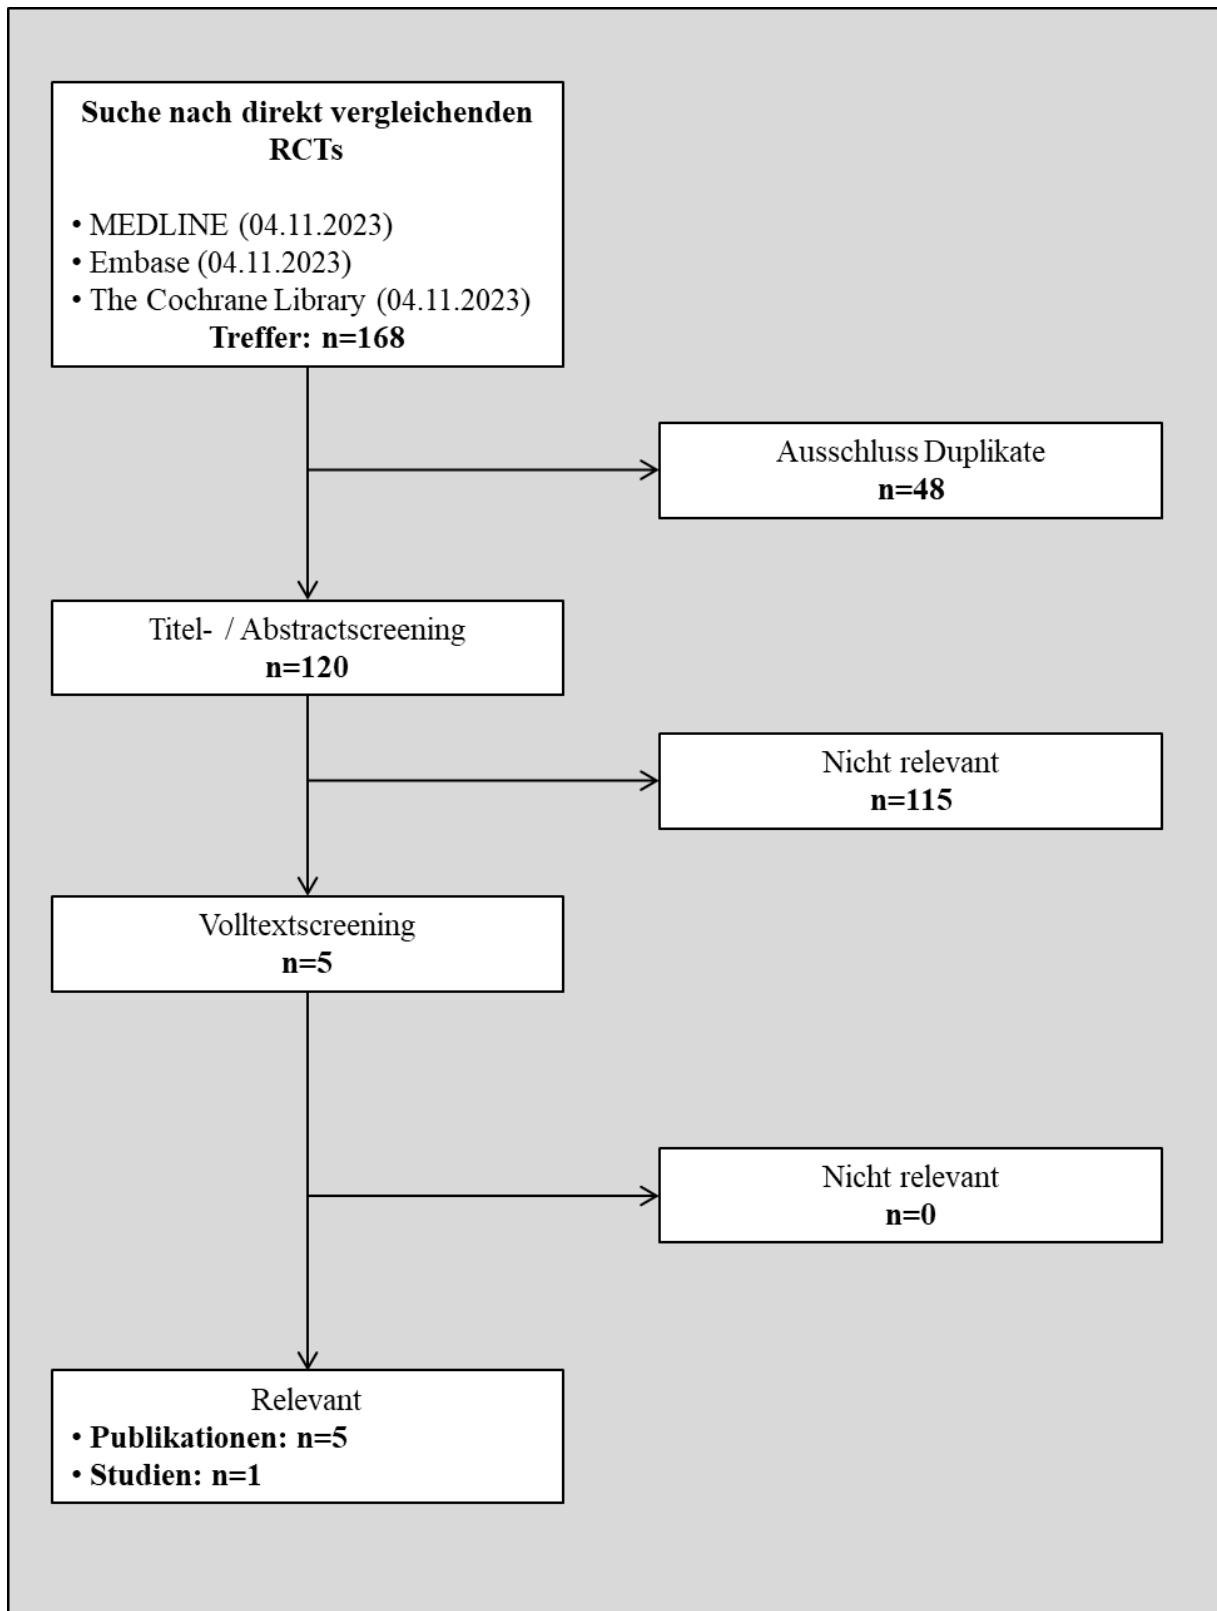 Suche nach direkt vergleichenden
RCTs
• MEDLINE (04.11.2023)
• Embase (04.11.2023)
• The Cochrane Library (04.11.2023)
Treffer: n=168
Ausschluss Duplikate
n=48
Titel- / Abstractscreening
n=120
Nicht relevant
n=115
Volltextscreening
n=5
Nicht relevant
n=0
Relevant
• Publikationen: n=5
• Studien: n=1